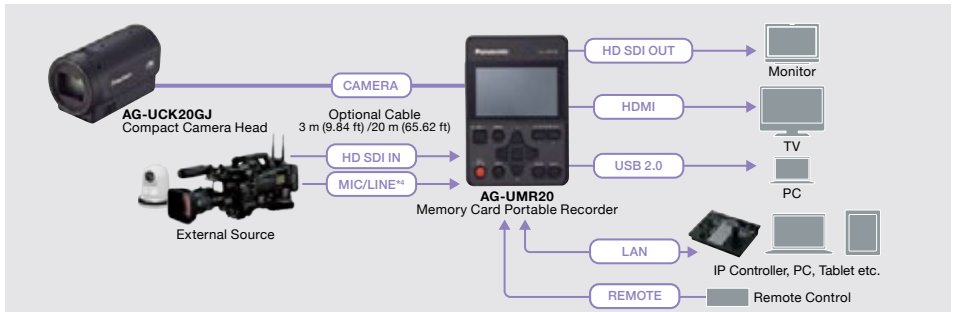 HD SDI OUT
Monitor
CAMERA
AG-UCK20GJ
Compact Camera Head
Optional Cable
3 m (9.84 ft) /20 m (65.62 ft)
HDMI
TV
HD SDI IN
USB 2.0
PC
MIC/LINE*4
External Source
Panasonic
AG-UMR20
Memory Card Portable Recorder
LAN
IP Controller, PC, Tablet etc.
REMOTE
Remote Control